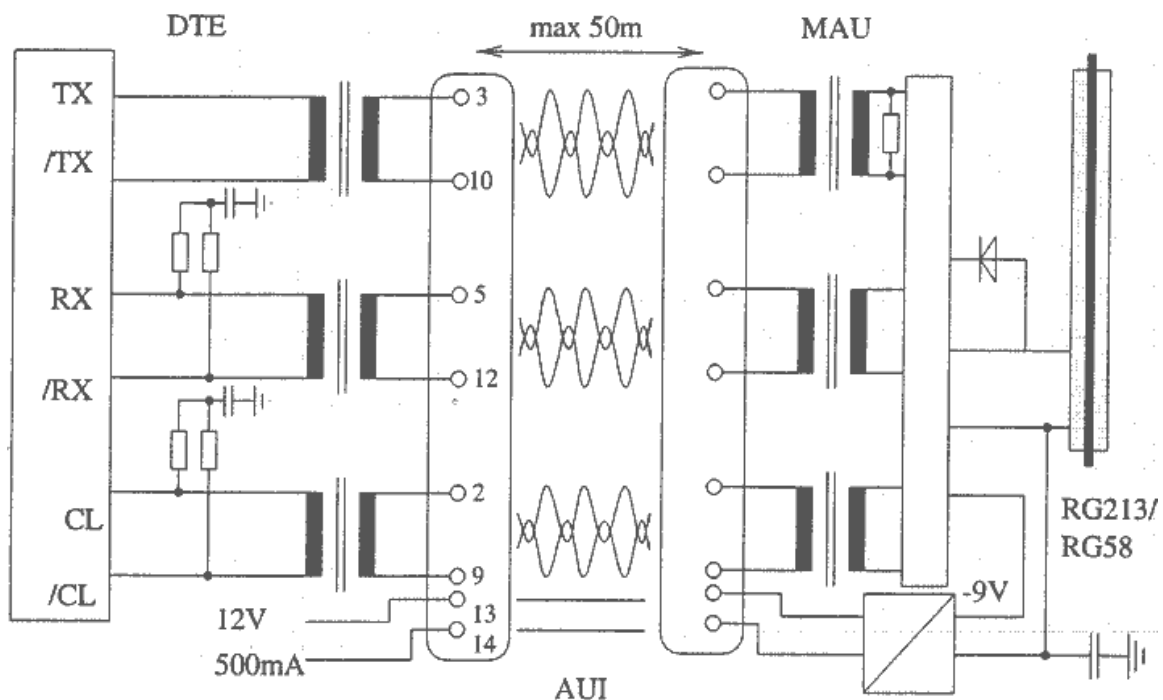 DTE
max 50m
MAU
TX
3
/TX
10
RX
5
/RX
12
CL
2
/CL
9
12V
13
500mA
14
-9V
RG213/
RG58
AUI